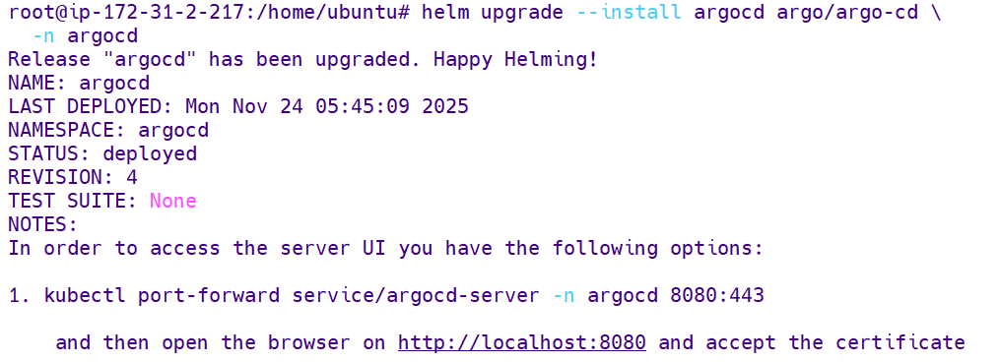 root@ip-172-31-2-217:/home/ubuntu# helm upgrade --install argocd argo/argo-cd \
  -n argocd
Release "argocd" has been upgraded. Happy Helming!
NAME: argocd
LAST DEPLOYED: Mon Nov 24 05:45:09 2025
NAMESPACE: argocd
STATUS: deployed
REVISION: 4
TEST SUITE: None
NOTES:
In order to access the server UI you have the following options:

1. kubectl port-forward service/argocd-server -n argocd 8080:443

    and then open the browser on http://localhost:8080 and accept the certificate